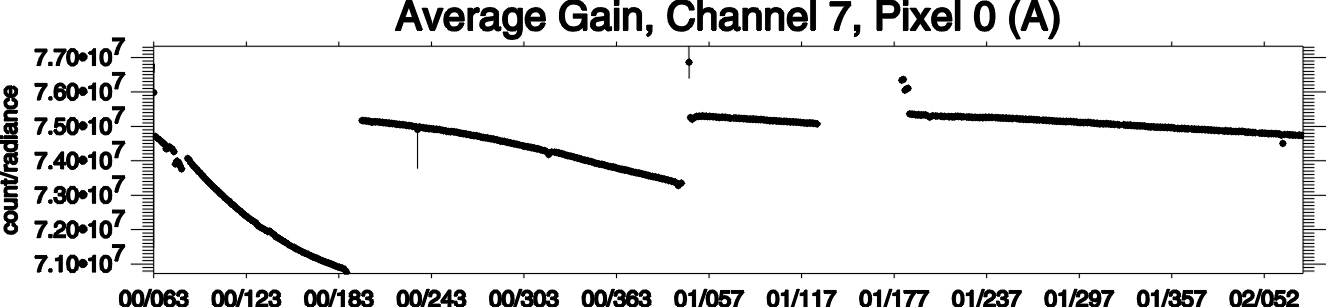 Average Gain, Channel 7, Pixel 0 (A)
count/radiance
7.70•10⁷
7.60•10⁷
7.50•10⁷
7.40•10⁷
7.30•10⁷
7.20•10⁷
7.10•10⁷
00/063 00/123 00/183 00/243 00/303 00/363 01/057 01/117 01/177 01/237 01/297 01/357 02/052